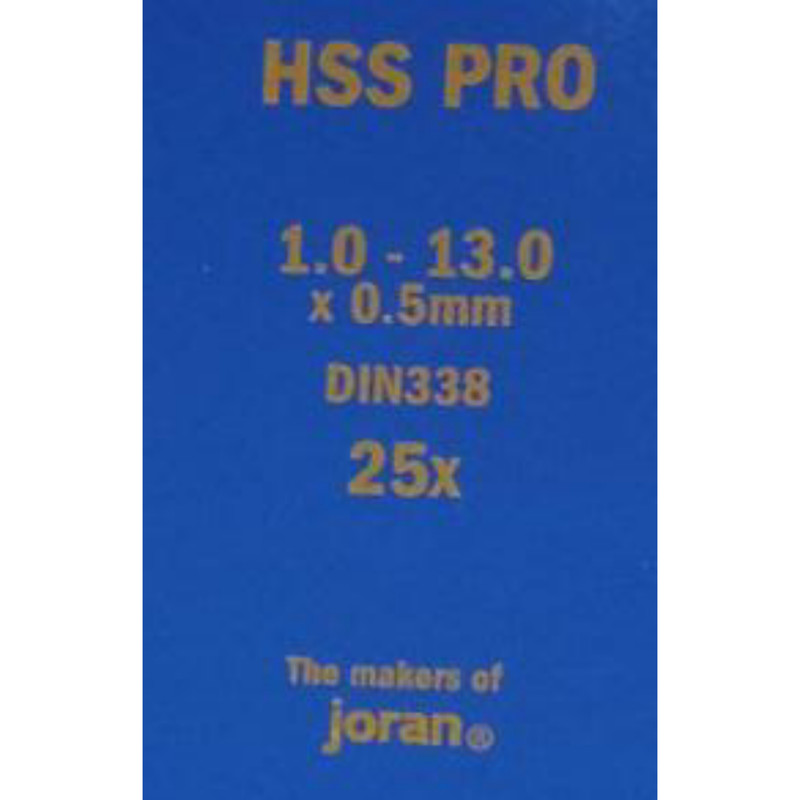 HSS PRO
1.0 - 13.0
x 0.5mm
DIN338
25x
The makers of
joran®